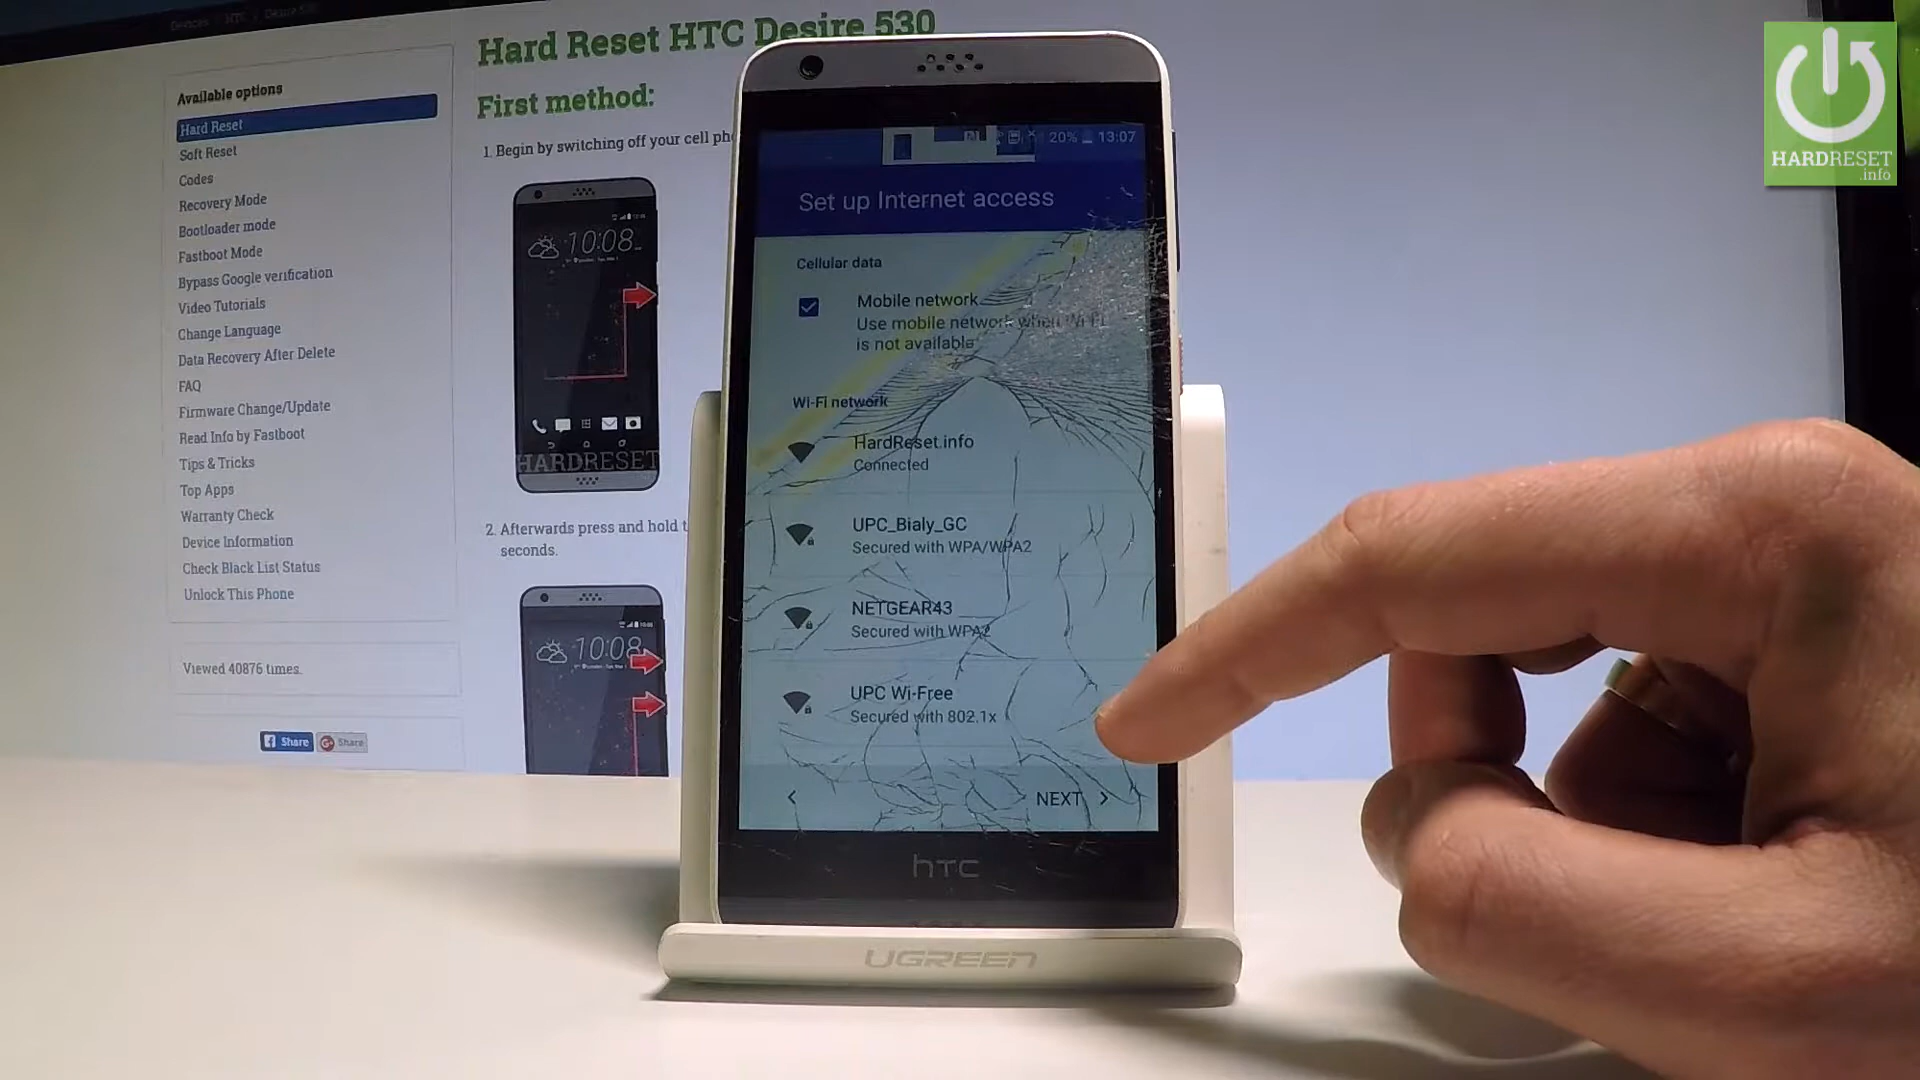 Devices / HTC / Desire 530
Available options
Hard Reset
Soft Reset
Codes
Recovery Mode
Bootloader mode
Fastboot Mode
Bypass Google verification
Video Tutorials
Change Language
Data Recovery After Delete
FAQ
Firmware Change/Update
Read Info by Fastboot
Tips & Tricks
Top Apps
Warranty Check
Device Information
Check Black List Status
Unlock This Phone
Viewed 40876 times.
Share
Share
Hard Reset HTC Desire 530
First method:
1. Begin by switching off your cell
10:08
HARDRESET
2. Afterwards press and hold
seconds.
10:08
20% 13:07
Set up Internet access
Cellular data
Mobile network
Use mobile network when Wi-Fi
is not available
Wi-Fi network
HardReset.info
Connected
UPC_Bialy_GC
Secured with WPA/WPA2
NETGEAR43
Secured with WPA2
UPC Wi-Free
Secured with 802.1x
NEXT
hTC
UGREEN
HARDRESET
.info